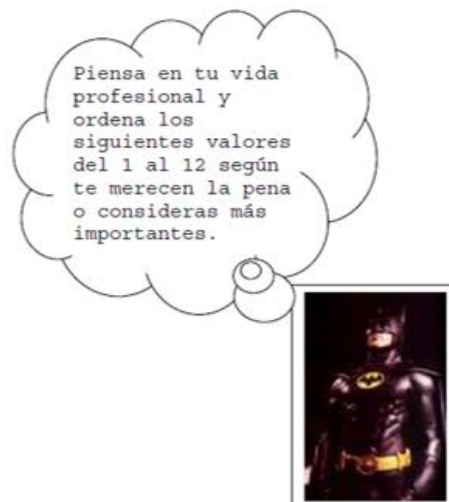 Piensa en tu vida
profesional y
ordena los
siguientes valores
del 1 al 12 según
te merecen la pena
o consideras más
importantes.